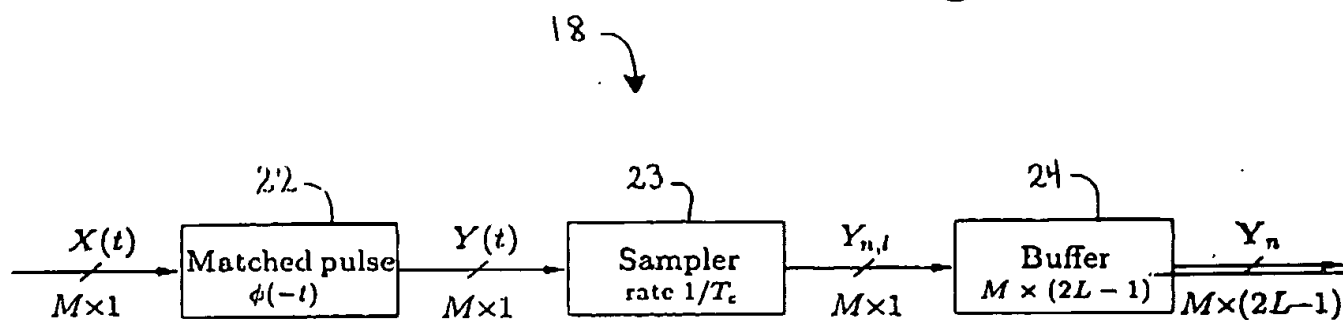 18
22
23
24
X(t)
Matched pulse
ϕ(-t)
Y(t)
Sampler
rate 1/T_c
Y_{n,l}
Buffer
M × (2L - 1)
Y_n
M×1
M×1
M×1
M×(2L-1)